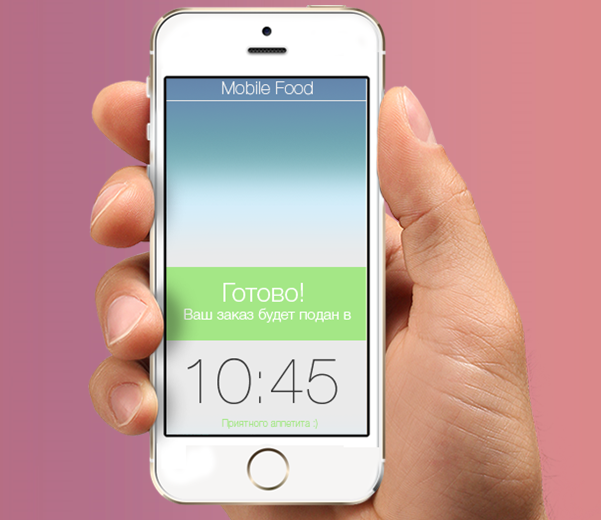 Mobile Food
Готово!
Ваш заказ будет подан в
10:45
Приятного аппетита :)